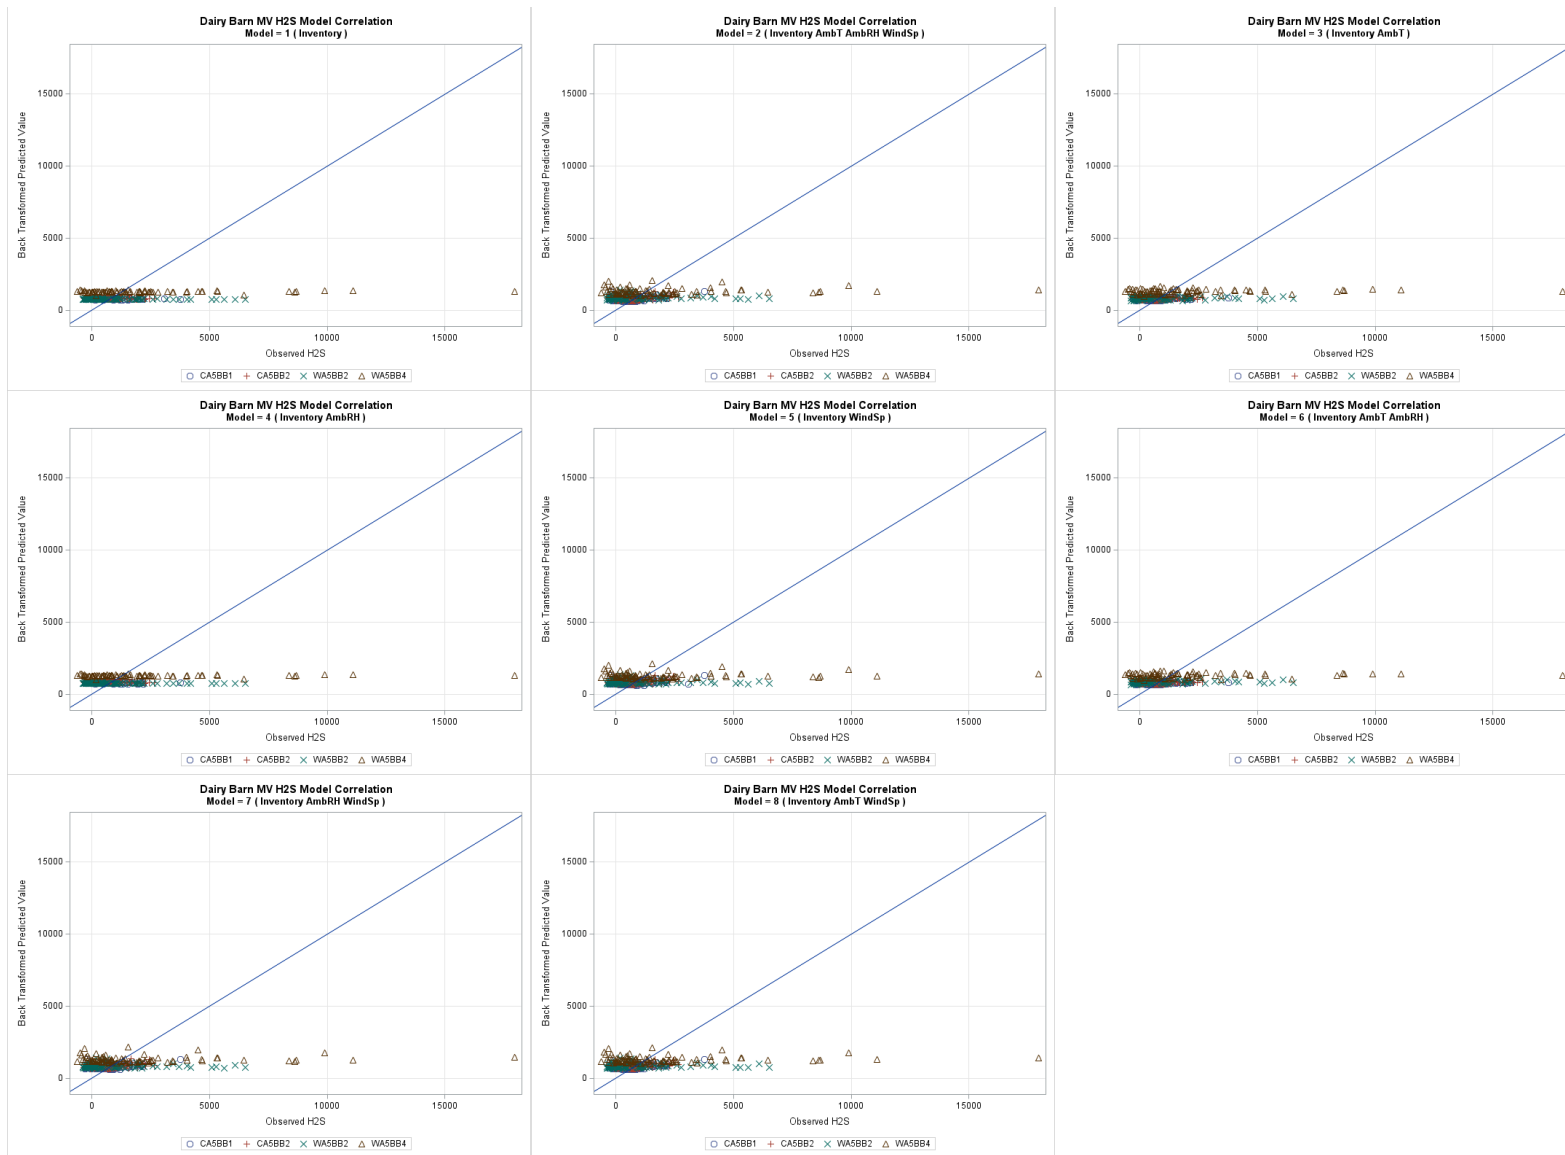 Dairy Barn MV H2S Model Correlation
Model = 1 ( Inventory )
Back Transformed Predicted Value
15000
10000
5000
0
0 5000 10000 15000
Observed H2S
CA5BB1 CA5BB2 WA5BB2 WA5BB4
Dairy Barn MV H2S Model Correlation
Model = 2 ( Inventory AmbT AmbRH WindSp )
Back Transformed Predicted Value
15000
10000
5000
0
0 5000 10000 15000
Observed H2S
CA5BB1 CA5BB2 WA5BB2 WA5BB4
Dairy Barn MV H2S Model Correlation
Model = 3 ( Inventory AmbT )
Back Transformed Predicted Value
15000
10000
5000
0
0 5000 10000 15000
Observed H2S
CA5BB1 CA5BB2 WA5BB2 WA5BB4
Dairy Barn MV H2S Model Correlation
Model = 4 ( Inventory AmbRH )
Back Transformed Predicted Value
15000
10000
5000
0
0 5000 10000 15000
Observed H2S
CA5BB1 CA5BB2 WA5BB2 WA5BB4
Dairy Barn MV H2S Model Correlation
Model = 5 ( Inventory WindSp )
Back Transformed Predicted Value
15000
10000
5000
0
0 5000 10000 15000
Observed H2S
CA5BB1 CA5BB2 WA5BB2 WA5BB4
Dairy Barn MV H2S Model Correlation
Model = 6 ( Inventory AmbT AmbRH )
Back Transformed Predicted Value
15000
10000
5000
0
0 5000 10000 15000
Observed H2S
CA5BB1 CA5BB2 WA5BB2 WA5BB4
Dairy Barn MV H2S Model Correlation
Model = 7 ( Inventory AmbRH WindSp )
Back Transformed Predicted Value
15000
10000
5000
0
0 5000 10000 15000
Observed H2S
CA5BB1 CA5BB2 WA5BB2 WA5BB4
Dairy Barn MV H2S Model Correlation
Model = 8 ( Inventory AmbT WindSp )
Back Transformed Predicted Value
15000
10000
5000
0
0 5000 10000 15000
Observed H2S
CA5BB1 CA5BB2 WA5BB2 WA5BB4